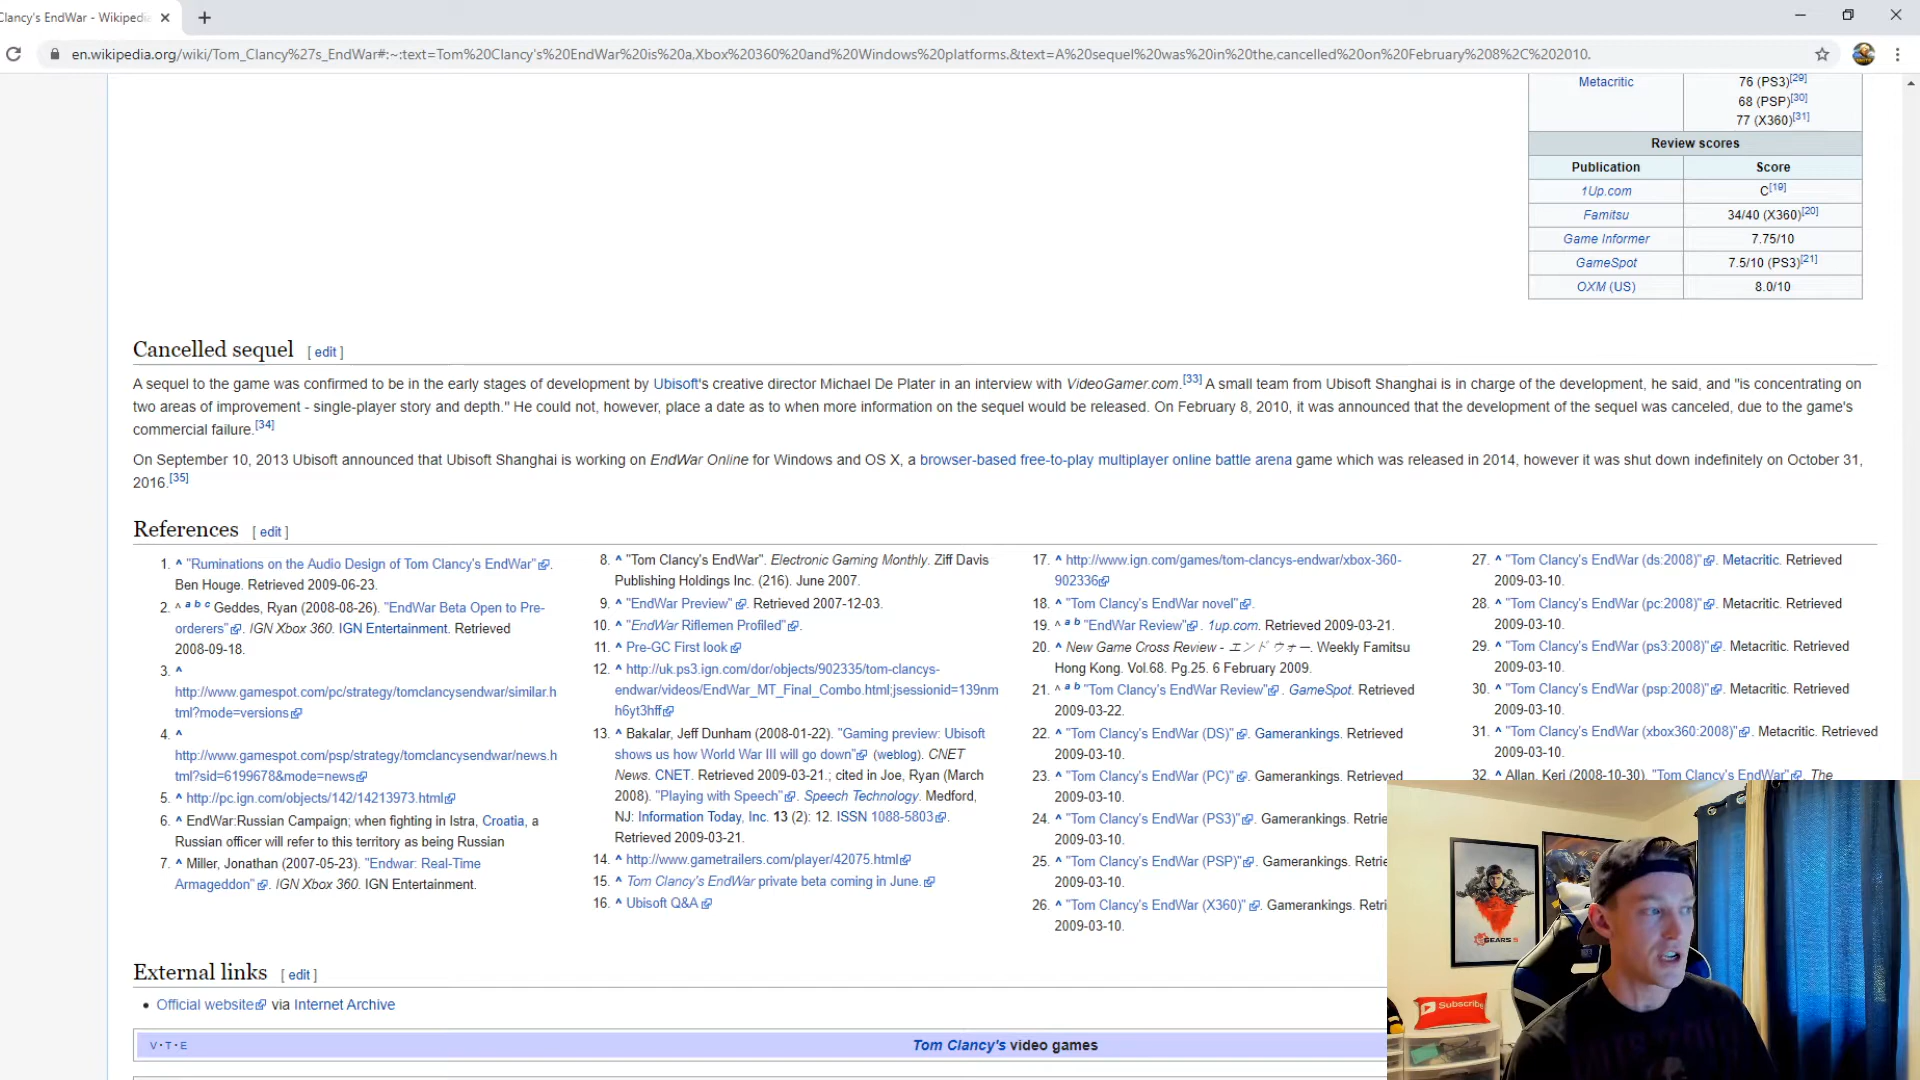 Clancy's EndWar - Wikipedi
en.wikipedia.org/wiki/Tom_Clancy%27s_EndWar#:~:text=Tom%20Clancy's%20EndWar%20is%20a,Xbox%20360%20and%20Windows%20platforms.&text=A%20sequel%20was%20in%20the,cancelled%20on%20February%208%2C%202010.
Metacritic 76 (PS3)[29]
68 (PSP)[30]
77 (X360)[31]
Review scores
Publication Score
1Up.com C[19]
Famitsu 34/40 (X360)[20]
Game Informer 7.75/10
GameSpot 7.5/10 (PS3)[21]
OXM (US) 8.0/10
Cancelled sequel [ edit ]
A sequel to the game was confirmed to be in the early stages of development by Ubisoft's creative director Michael De Plater in an interview with VideoGamer.com.[33] A small team from Ubisoft Shanghai is in charge of the development, he said, and "is concentrating on
two areas of improvement - single-player story and depth." He could not, however, place a date as to when more information on the sequel would be released. On February 8, 2010, it was announced that the development of the sequel was canceled, due to the game's
commercial failure.[34]
On September 10, 2013 Ubisoft announced that Ubisoft Shanghai is working on EndWar Online for Windows and OS X, a browser-based free-to-play multiplayer online battle arena game which was released in 2014, however it was shut down indefinitely on October 31,
2016.[35]
References [ edit ]
1. ^ "Ruminations on the Audio Design of Tom Clancy's EndWar".
Ben Houge. Retrieved 2009-06-23.
2. ^ a b c Geddes, Ryan (2008-08-26). "EndWar Beta Open to Pre-
orderers". IGN Xbox 360. IGN Entertainment. Retrieved
2008-09-18.
3. ^
http://www.gamespot.com/pc/strategy/tomclancysendwar/similar.h
tml?mode=versions
4. ^
http://www.gamespot.com/psp/strategy/tomclancysendwar/news.h
tml?sid=6199678&mode=news
5. ^ http://pc.ign.com/objects/142/14213973.html
6. ^ EndWar:Russian Campaign; when fighting in Istra, Croatia, a
Russian officer will refer to this territory as being Russian
7. ^ Miller, Jonathan (2007-05-23). "Endwar: Real-Time
Armageddon". IGN Xbox 360. IGN Entertainment.
8. ^ "Tom Clancy's EndWar". Electronic Gaming Monthly. Ziff Davis
Publishing Holdings Inc. (216). June 2007.
9. ^ "EndWar Preview". Retrieved 2007-12-03.
10. ^ "EndWar Riflemen Profiled".
11. ^ Pre-GC First look
12. ^ http://uk.ps3.ign.com/dor/objects/902335/tom-clancys-
endwar/videos/EndWar_MT_Final_Combo.html;jsessionid=139nm
h6yt3hff
13. ^ Bakalar, Jeff Dunham (2008-01-22). "Gaming preview: Ubisoft
shows us how World War III will go down" (weblog). CNET
News. CNET. Retrieved 2009-03-21.; cited in Joe, Ryan (March
2008). "Playing with Speech". Speech Technology. Medford,
NJ: Information Today, Inc. 13 (2): 12. ISSN 1088-5803.
Retrieved 2009-03-21.
14. ^ http://www.gametrailers.com/player/42075.html
15. ^ Tom Clancy's EndWar private beta coming in June.
16. ^ Ubisoft Q&A
17. ^ http://www.ign.com/games/tom-clancys-endwar/xbox-360-
902336
18. ^ "Tom Clancy's EndWar novel".
19. ^ a b "EndWar Review". 1up.com. Retrieved 2009-03-21.
20. ^ New Game Cross Review - エンド ウォー. Weekly Famitsu
Hong Kong. Vol.68. Pg.25. 6 February 2009.
21. ^ a b "Tom Clancy's EndWar Review". GameSpot. Retrieved
2009-03-22.
22. ^ "Tom Clancy's EndWar (DS)". Gamerankings. Retrieved
2009-03-10.
23. ^ "Tom Clancy's EndWar (PC)". Gamerankings. Retrieved
2009-03-10.
24. ^ "Tom Clancy's EndWar (PS3)". Gamerankings. Retrie
2009-03-10.
25. ^ "Tom Clancy's EndWar (PSP)". Gamerankings. Retrie
2009-03-10.
26. ^ "Tom Clancy's EndWar (X360)". Gamerankings. Retri
2009-03-10.
27. ^ "Tom Clancy's EndWar (ds:2008)". Metacritic. Retrieved
2009-03-10.
28. ^ "Tom Clancy's EndWar (pc:2008)". Metacritic. Retrieved
2009-03-10.
29. ^ "Tom Clancy's EndWar (ps3:2008)". Metacritic. Retrieved
2009-03-10.
30. ^ "Tom Clancy's EndWar (psp:2008)". Metacritic. Retrieved
2009-03-10.
31. ^ "Tom Clancy's EndWar (xbox360:2008)". Metacritic. Retrieved
2009-03-10.
32. ^ Allan, Keri (2008-10-30). "Tom Clancy's EndWar". The
GEARS 5
Subscribe
External links [ edit ]
• Official website via Internet Archive
V·T·E Tom Clancy's video games